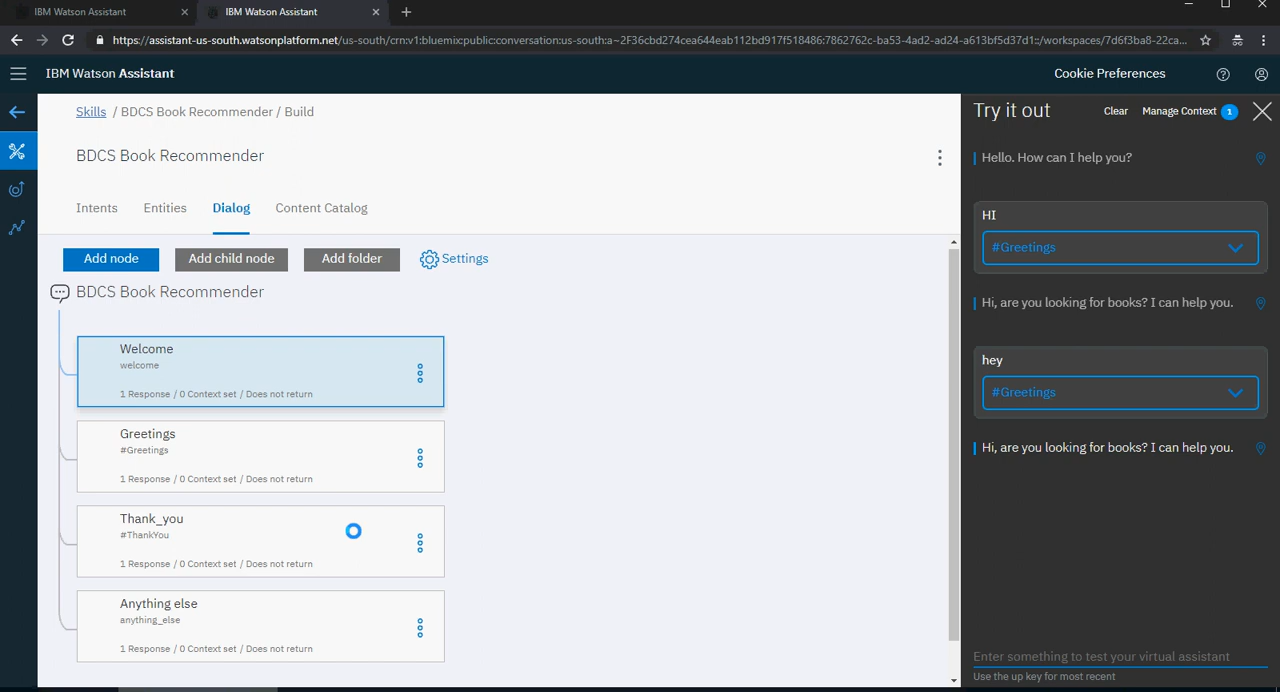 IBM Watson Assistant
IBM Watson Assistant
https://assistant-us-south.watsonplatform.net/us-south/crn:v1:bluemix:public:conversation:us-south:a~2F36cbd274cea644eab112bd917f518486:7862762c-ba53-4ad2-ad24-a613bf5d37d1::/workspaces/7d6f3ba8-22ca...
IBM Watson Assistant
Cookie Preferences
Skills / BDCS Book Recommender / Build
BDCS Book Recommender
Intents Entities Dialog Content Catalog
Add node Add child node Add folder Settings
BDCS Book Recommender
Welcome
welcome
1 Response / 0 Context set / Does not return
Greetings
#Greetings
1 Response / 0 Context set / Does not return
Thank_you
#ThankYou
1 Response / 0 Context set / Does not return
Anything else
anything_else
1 Response / 0 Context set / Does not return
Try it out Clear Manage Context 1
Hello. How can I help you?
HI
#Greetings
Hi, are you looking for books? I can help you.
hey
#Greetings
Hi, are you looking for books? I can help you.
Enter something to test your virtual assistant
Use the up key for most recent